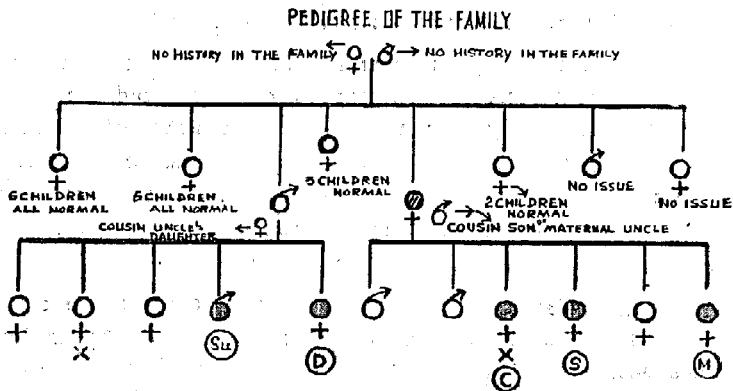 PEDIGREE OF THE FAMILY
NO HISTORY IN THE FAMILY NO HISTORY IN THE FAMILY
6 CHILDREN
ALL NORMAL
6 CHILDREN
ALL NORMAL
5 CHILDREN
NORMAL
2 CHILDREN
NORMAL
NO ISSUE
NO ISSUE
COUSIN UNCLE'S
DAUGHTER
COUSIN SON OF MATERNAL UNCLE
Su
D
C
S
M